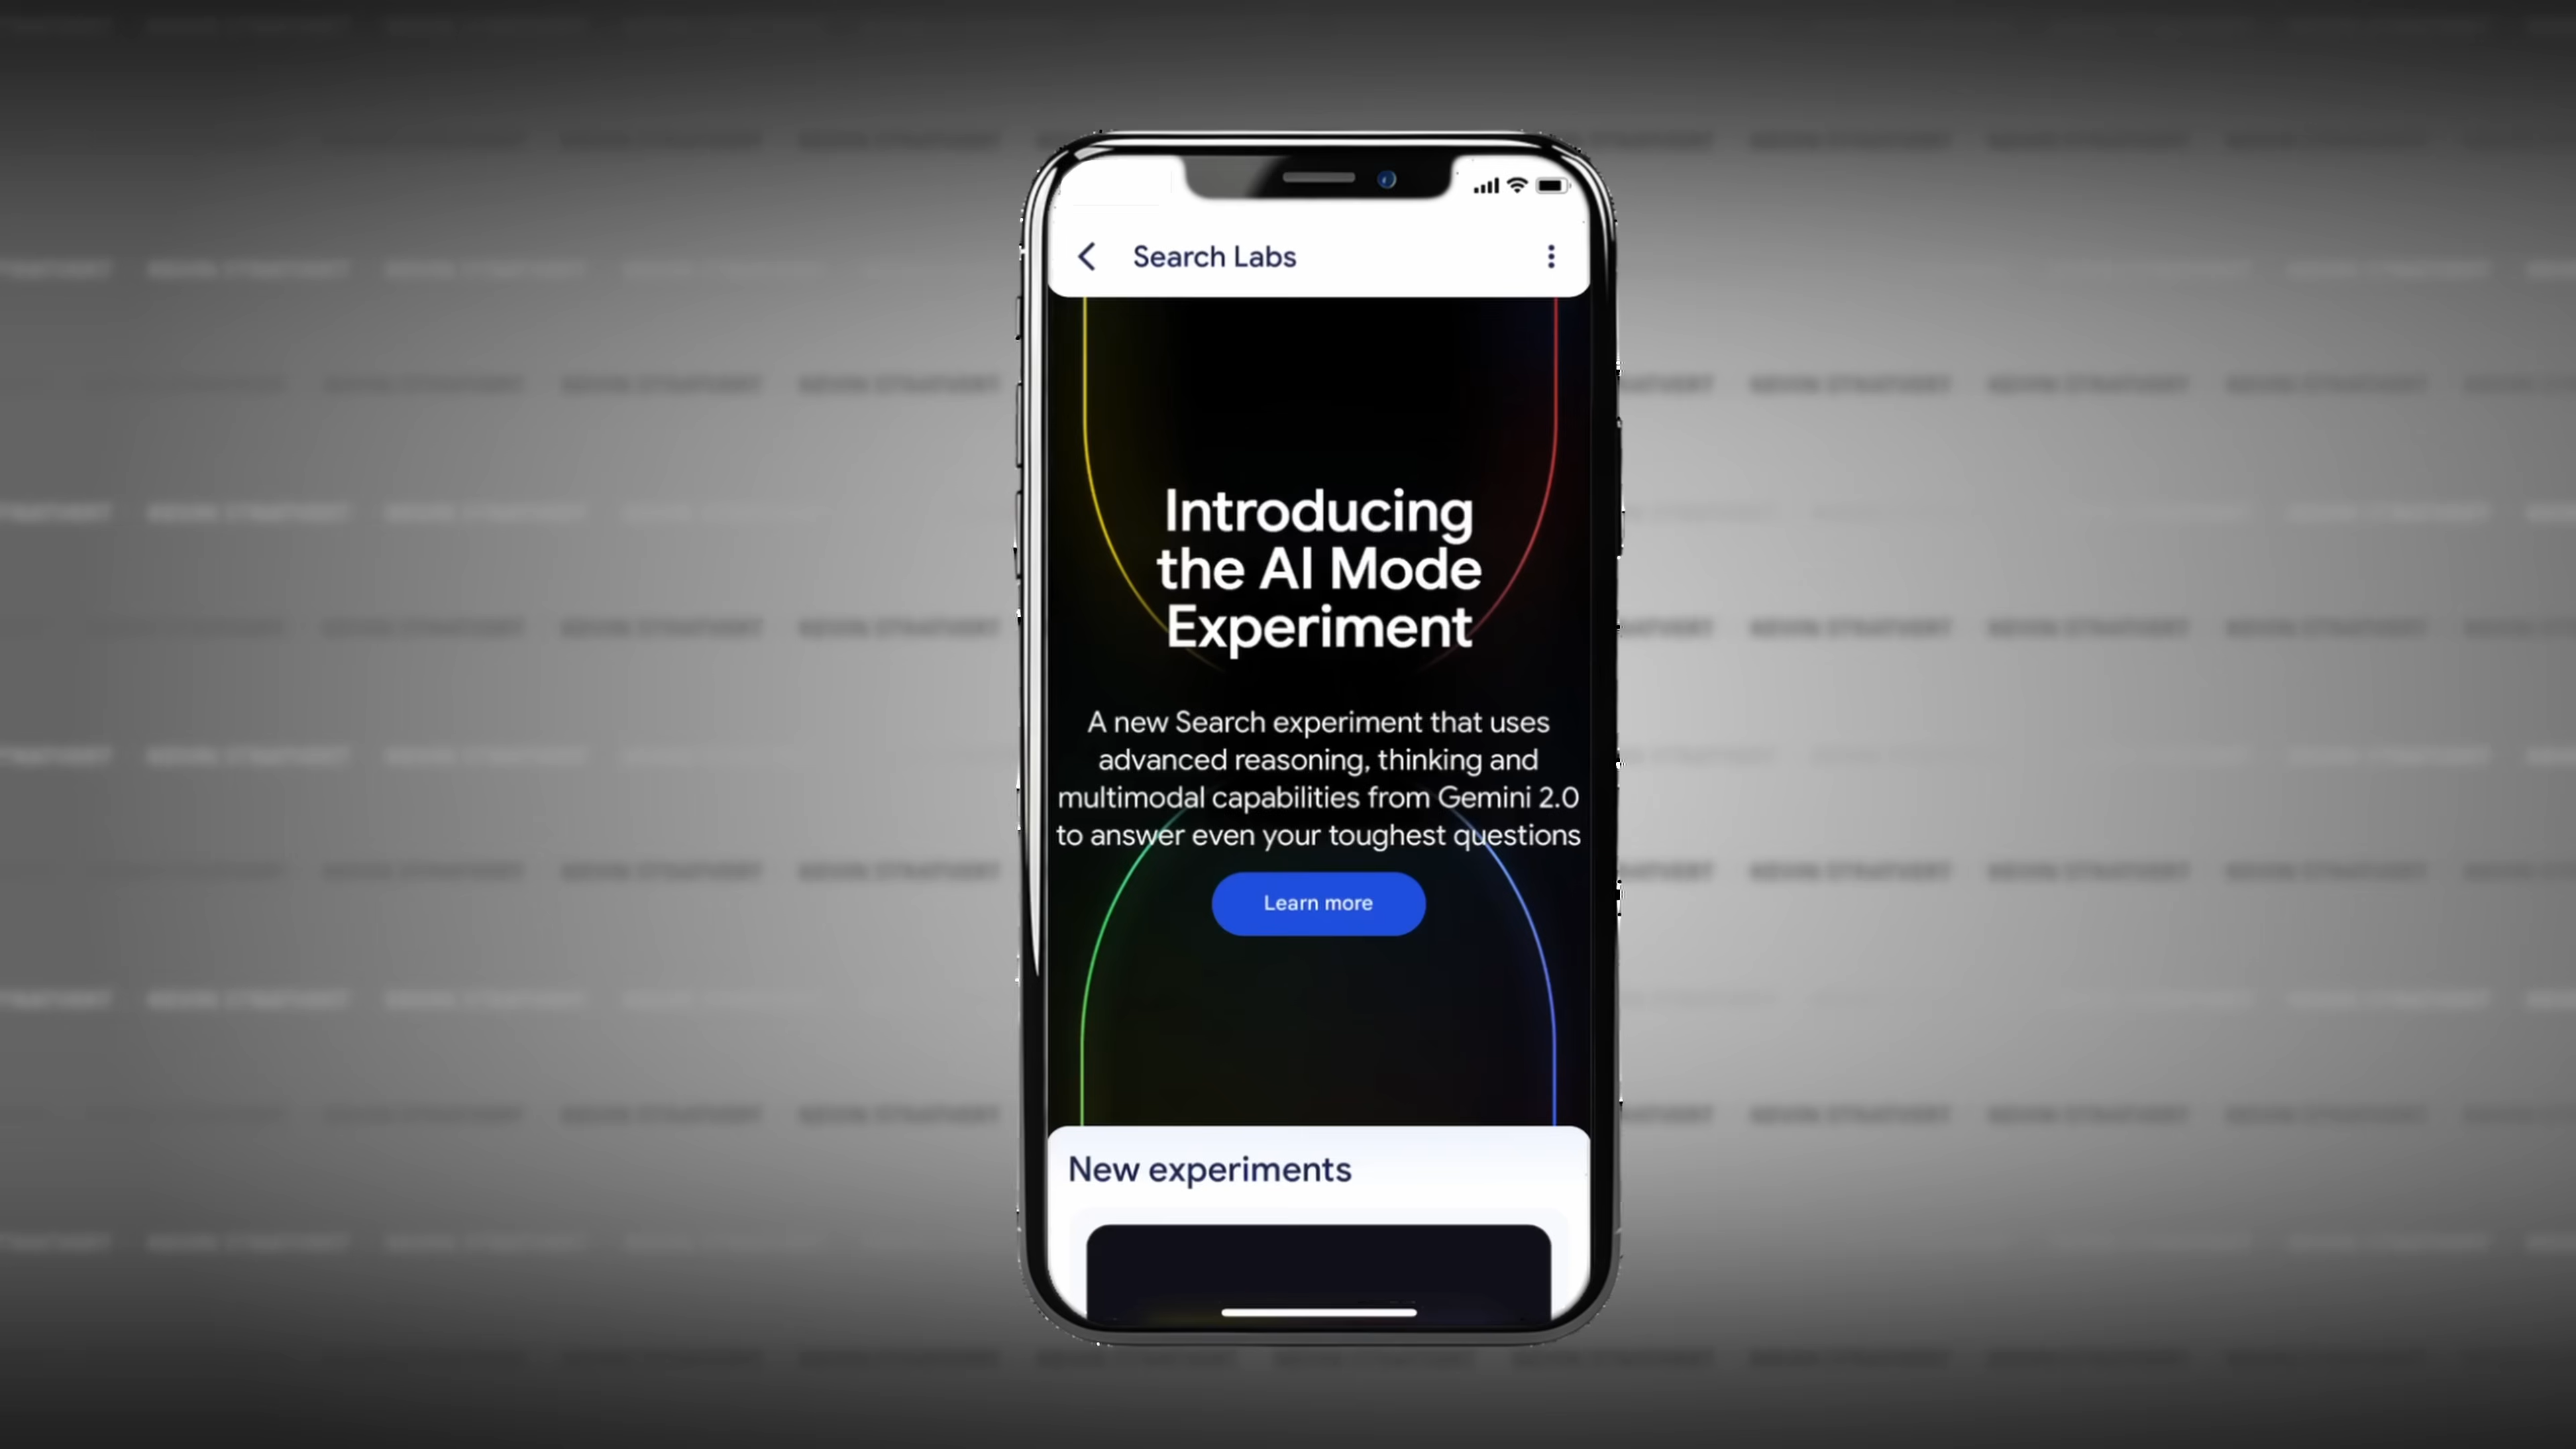 Search Labs
Introducing
the AI Mode
Experiment
A new Search experiment that uses
advanced reasoning, thinking and
multimodal capabilities from Gemini 2.0
to answer even your toughest questions
Learn more
New experiments